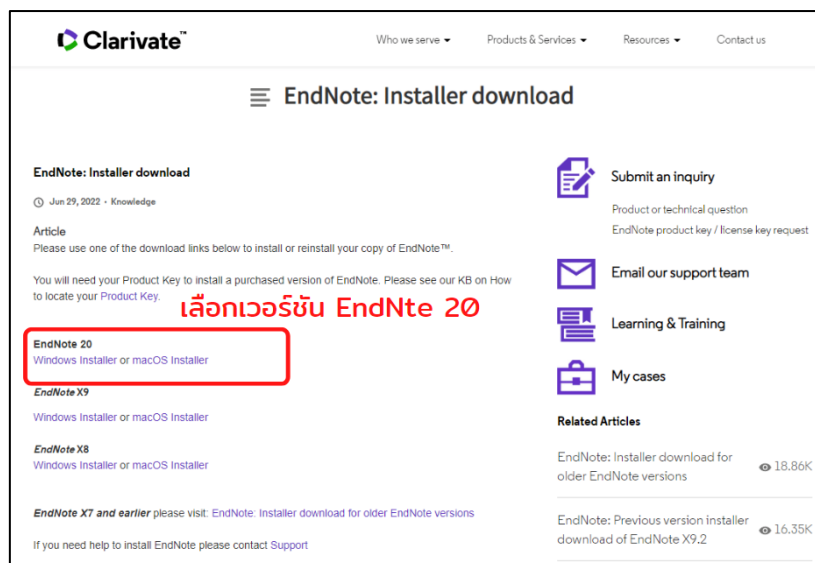 Clarivate™
Who we serve
Products & Services
Resources
Contact us
EndNote: Installer download
EndNote: Installer download
Jun 29, 2022 · Knowledge
Article
Please use one of the download links below to install or reinstall your copy of EndNote™.
You will need your Product Key to install a purchased version of EndNote. Please see our KB on How
to locate your Product Key.
เลือกเวอร์ชัน EndNte 20
EndNote 20
Windows Installer or macOS Installer
EndNote X9
Windows Installer or macOS Installer
EndNote X8
Windows Installer or macOS Installer
EndNote X7 and earlier please visit: EndNote: Installer download for older EndNote versions
If you need help to install EndNote please contact Support
Submit an inquiry
Product or technical question
EndNote product key / license key request
Email our support team
Learning & Training
My cases
Related Articles
EndNote: Installer download for
older EndNote versions
18.86K
EndNote: Previous version installer
download of EndNote X9.2
16.35K